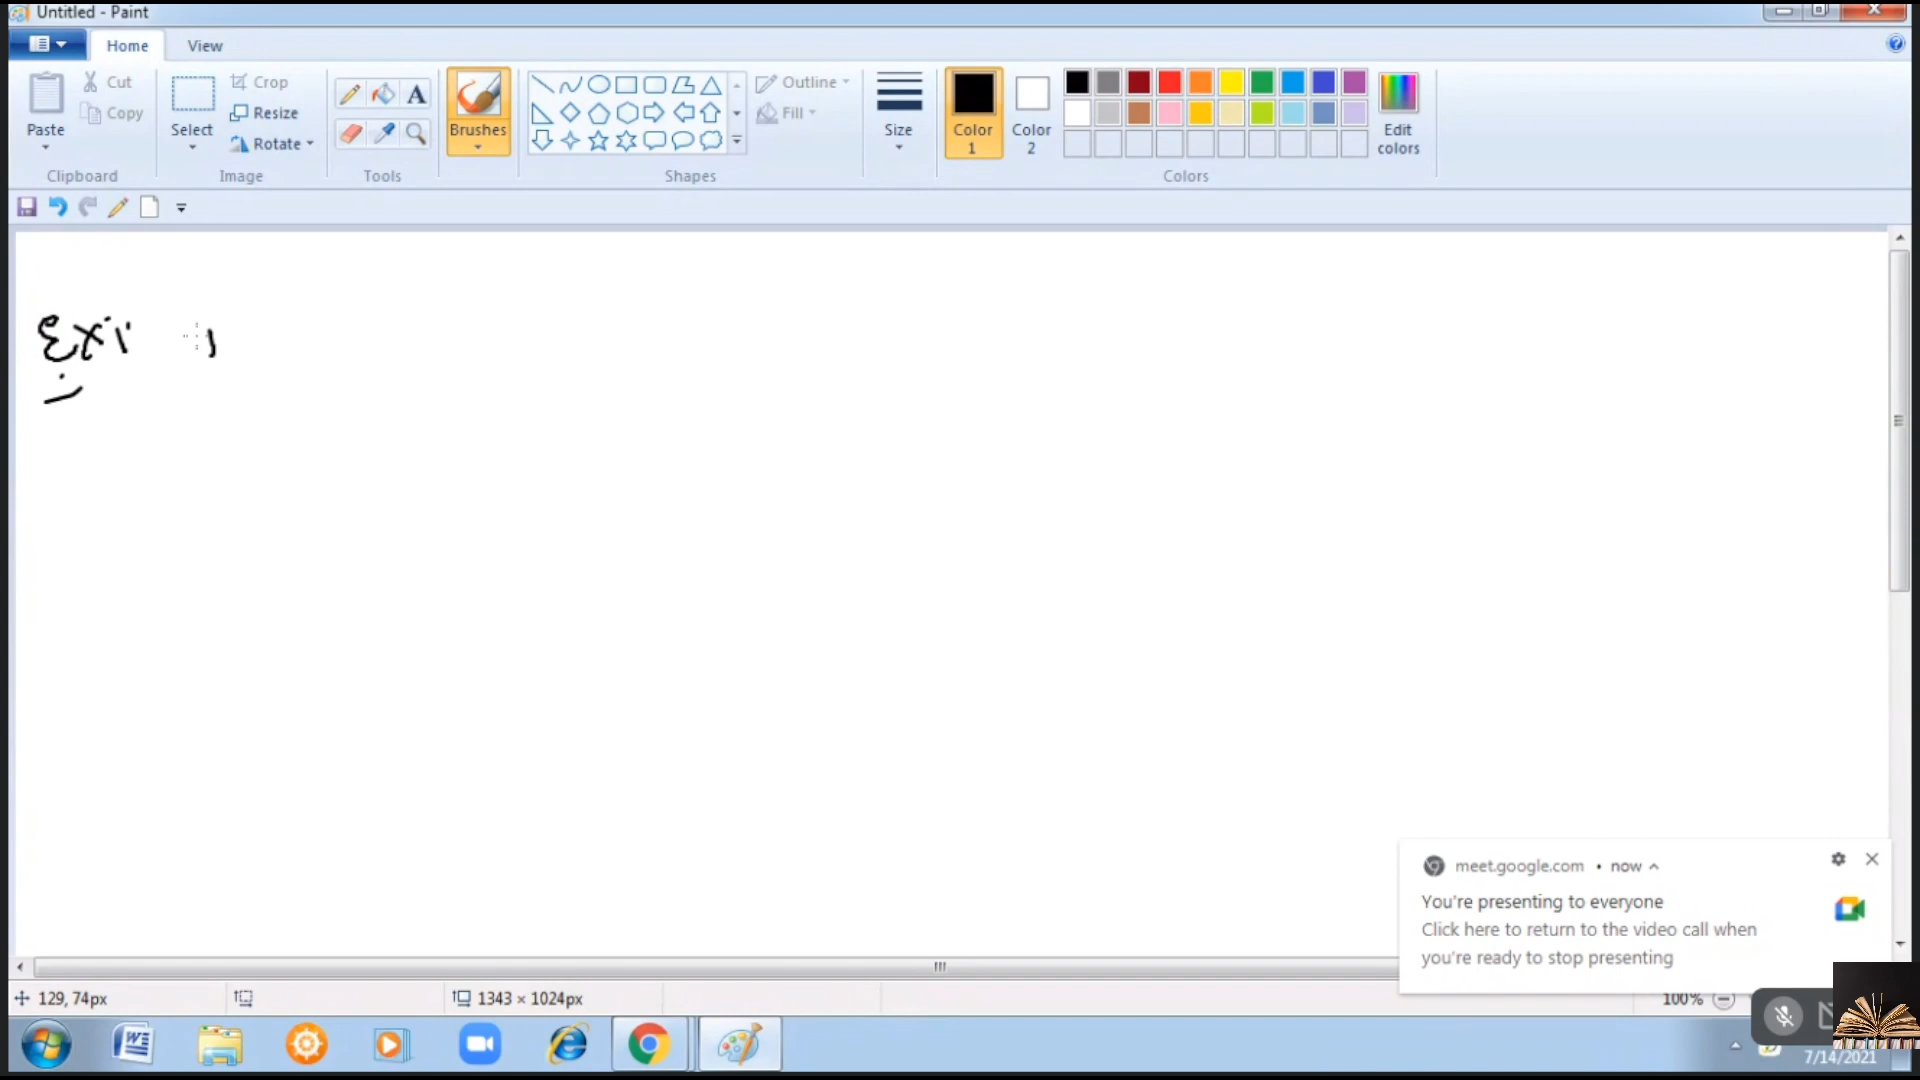 Untitled - Paint
Home View
Paste Cut Copy Select Crop Resize Rotate Brushes Outline Fill Size Color 1 Color 2 Edit colors
Clipboard Image Tools Shapes Colors
meet.google.com • now
You're presenting to everyone
Click here to return to the video call when
you're ready to stop presenting
129, 74px 1343 × 1024px 100%
7/14/2021